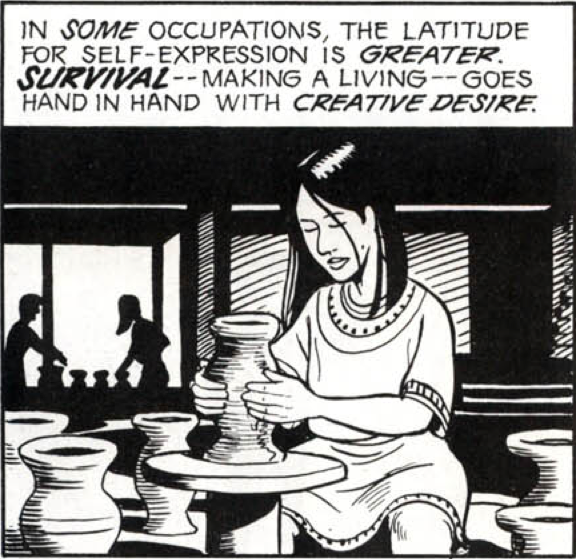 IN SOME OCCUPATIONS, THE LATITUDE
FOR SELF-EXPRESSION IS GREATER.
SURVIVAL--MAKING A LIVING--GOES
HAND IN HAND WITH CREATIVE DESIRE.